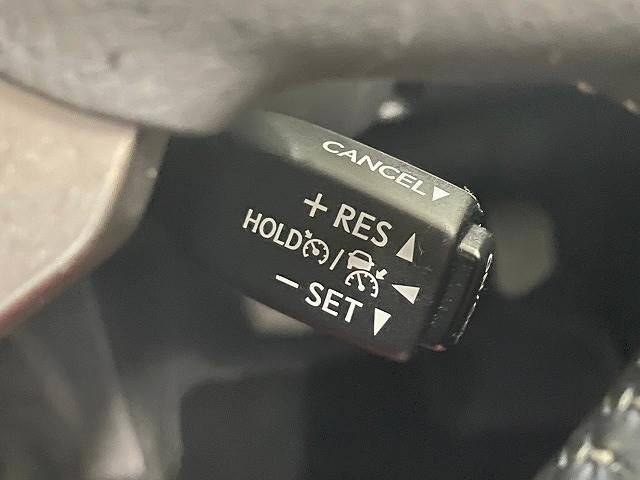 CANCEL▼
+ RES ▲
HOLD / ◀
− SET ▼